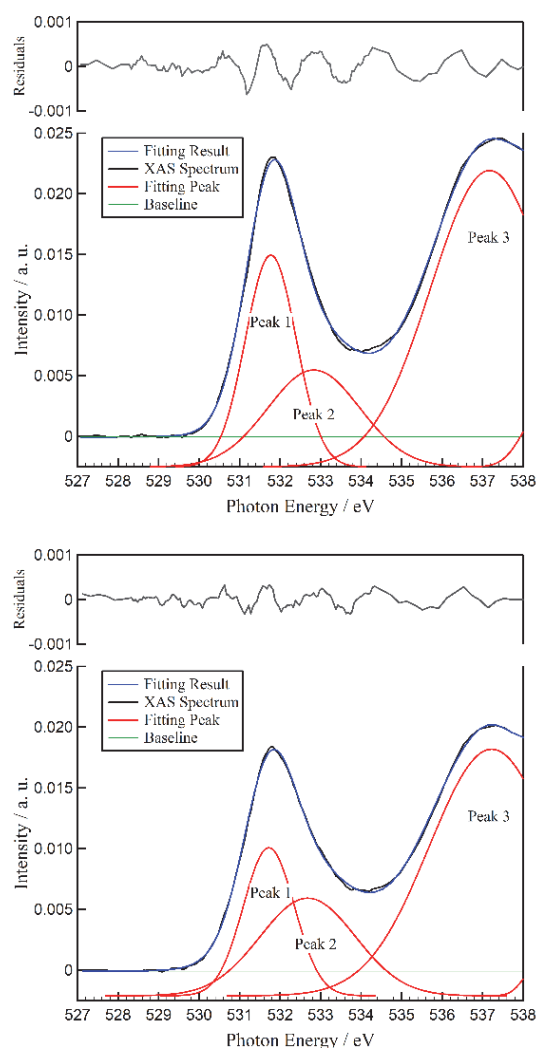 0.001
0
-0.001
Residuals
0.025
0.020
0.015
0.010
0.005
0
Intensity / a. u.
Fitting Result
XAS Spectrum
Fitting Peak
Baseline
Peak 1
Peak 2
Peak 3
527 528 529 530 531 532 533 534 535 536 537 538
Photon Energy / eV
0.001
0
-0.001
Residuals
0.025
0.020
0.015
0.010
0.005
0
Intensity / a. u.
Fitting Result
XAS Spectrum
Fitting Peak
Baseline
Peak 1
Peak 2
Peak 3
527 528 529 530 531 532 533 534 535 536 537 538
Photon Energy / eV